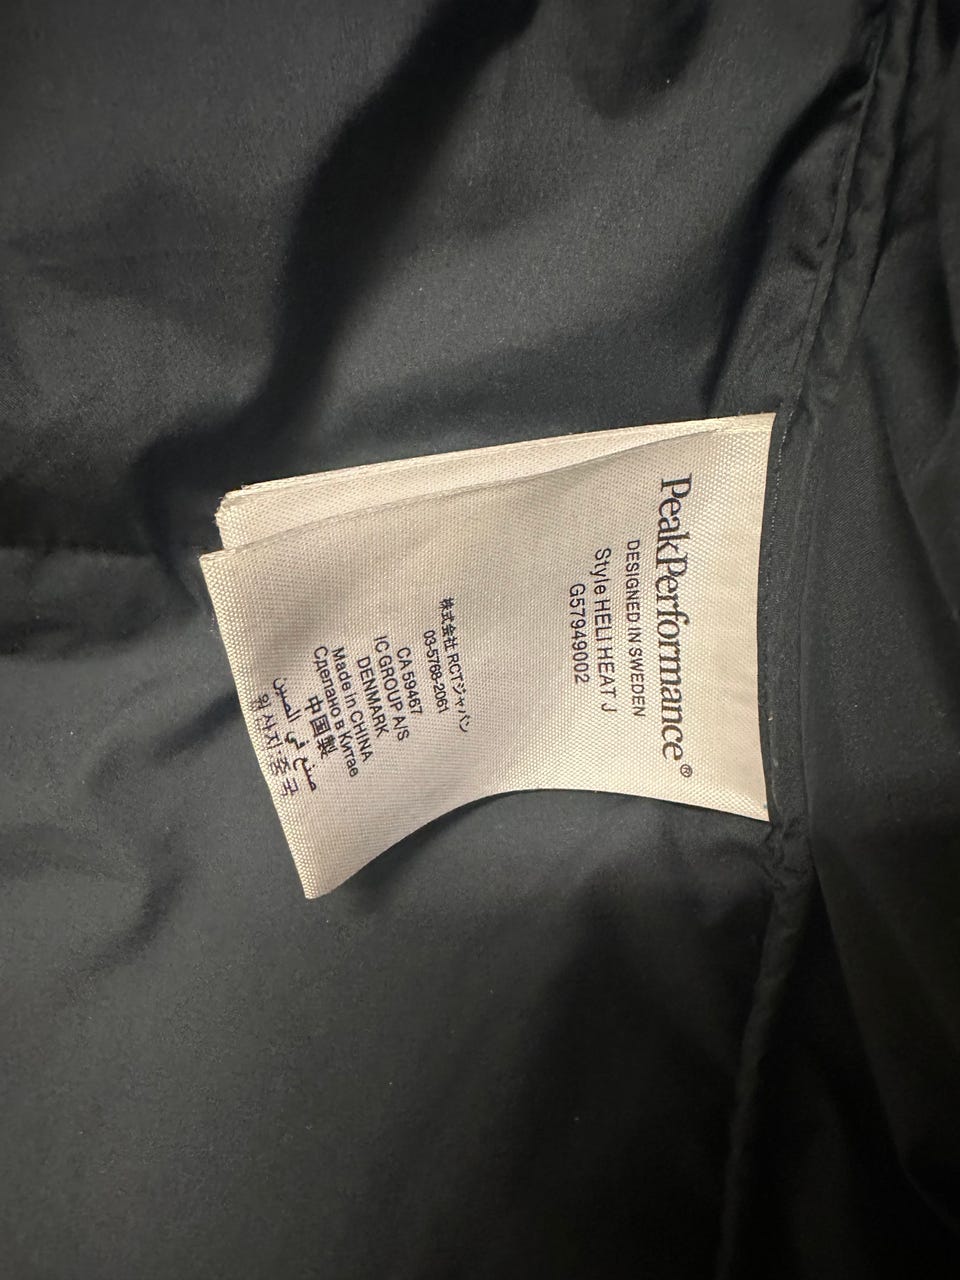 PeakPerformance®
DESIGNED IN SWEDEN
Style HELI HEAT J
G57949002
株式会社 RCTジャパン
03-5768-2061
CA 59467
IC GROUP A/S
DENMARK
Made in CHINA
Сделано в Китае
中国製
صنع في الصين
원산지:중국